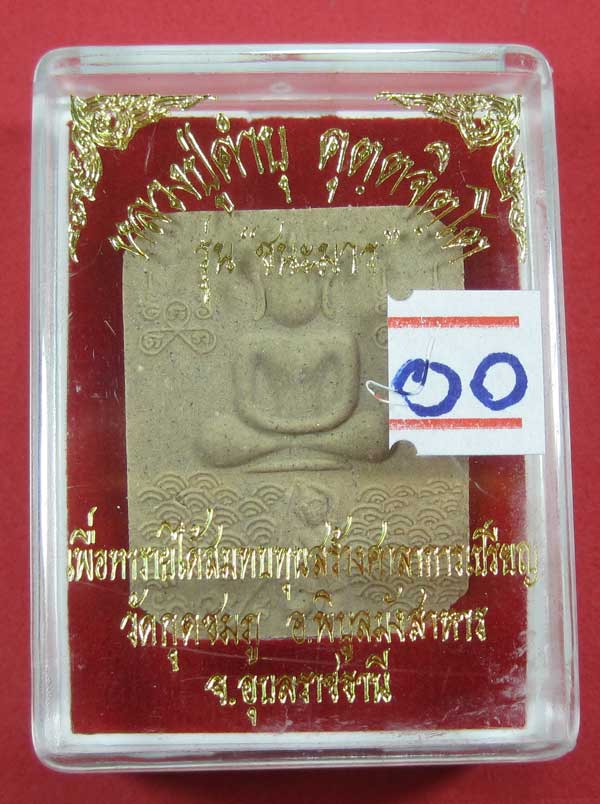 หลวงปู่คำบุ คุตฺตจิตฺโต
รุ่น "ชนะมาร"
๐๐
เพื่อหารายได้สมทบทุนสร้างศาลาการเปรียญ
วัดกุดชมภู อ.พิบูลมังสาหาร
จ.อุบลราชธานี